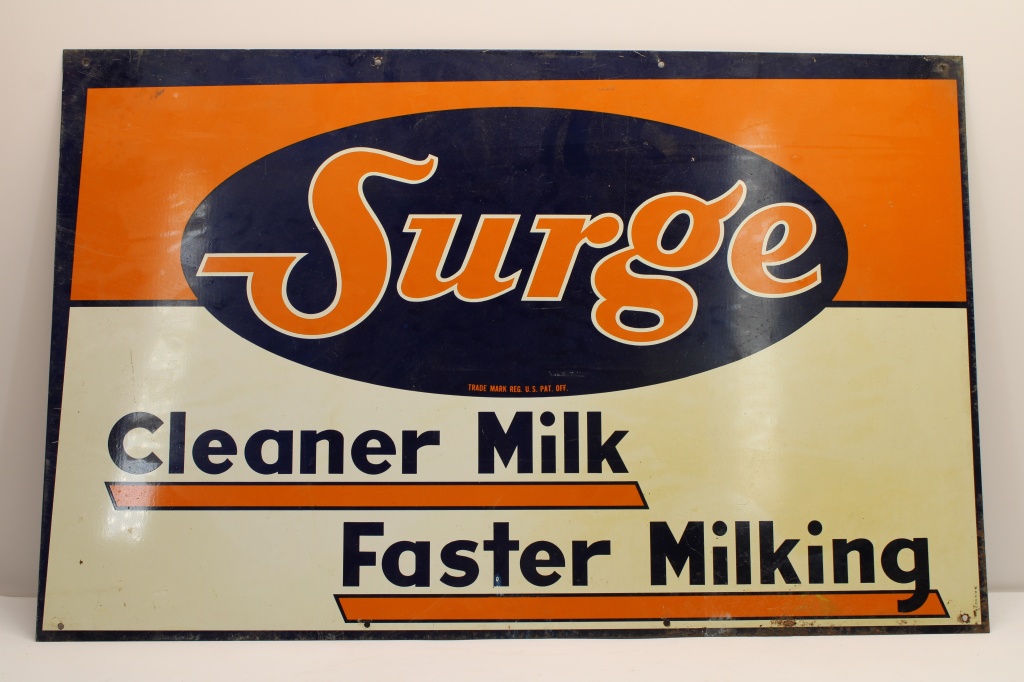 Surge
TRADE MARK REG. U.S. PAT. OFF.
Cleaner Milk
Faster Milking